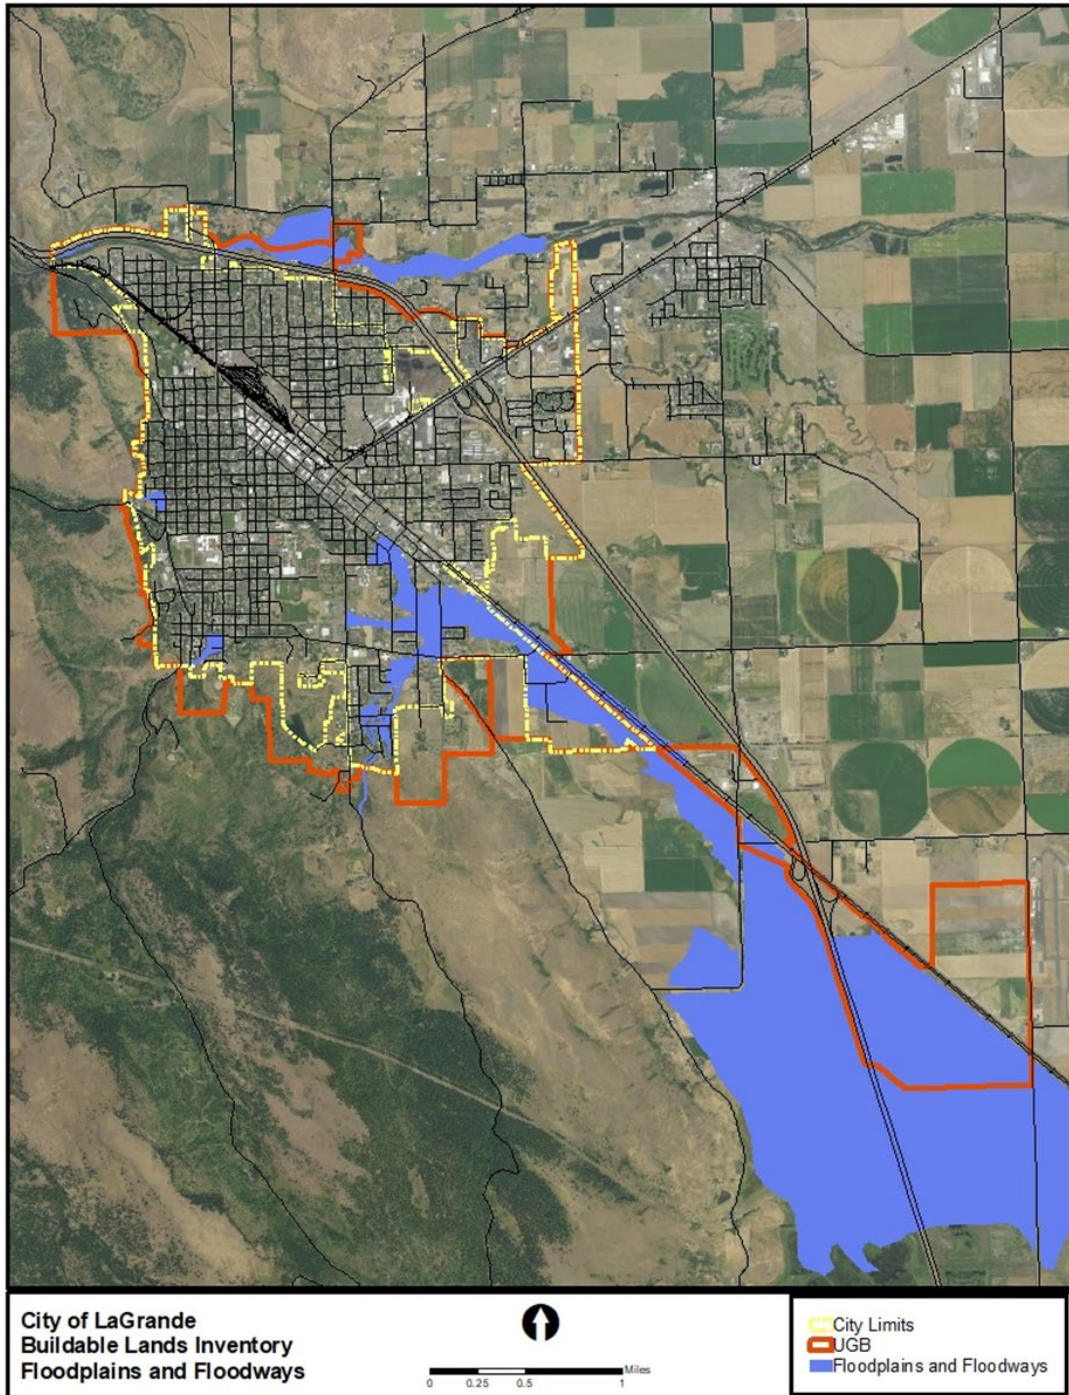 City of LaGrande
Buildable Lands Inventory
Floodplains and Floodways
Miles
0 0.25 0.5 1
City Limits
UGB
Floodplains and Floodways